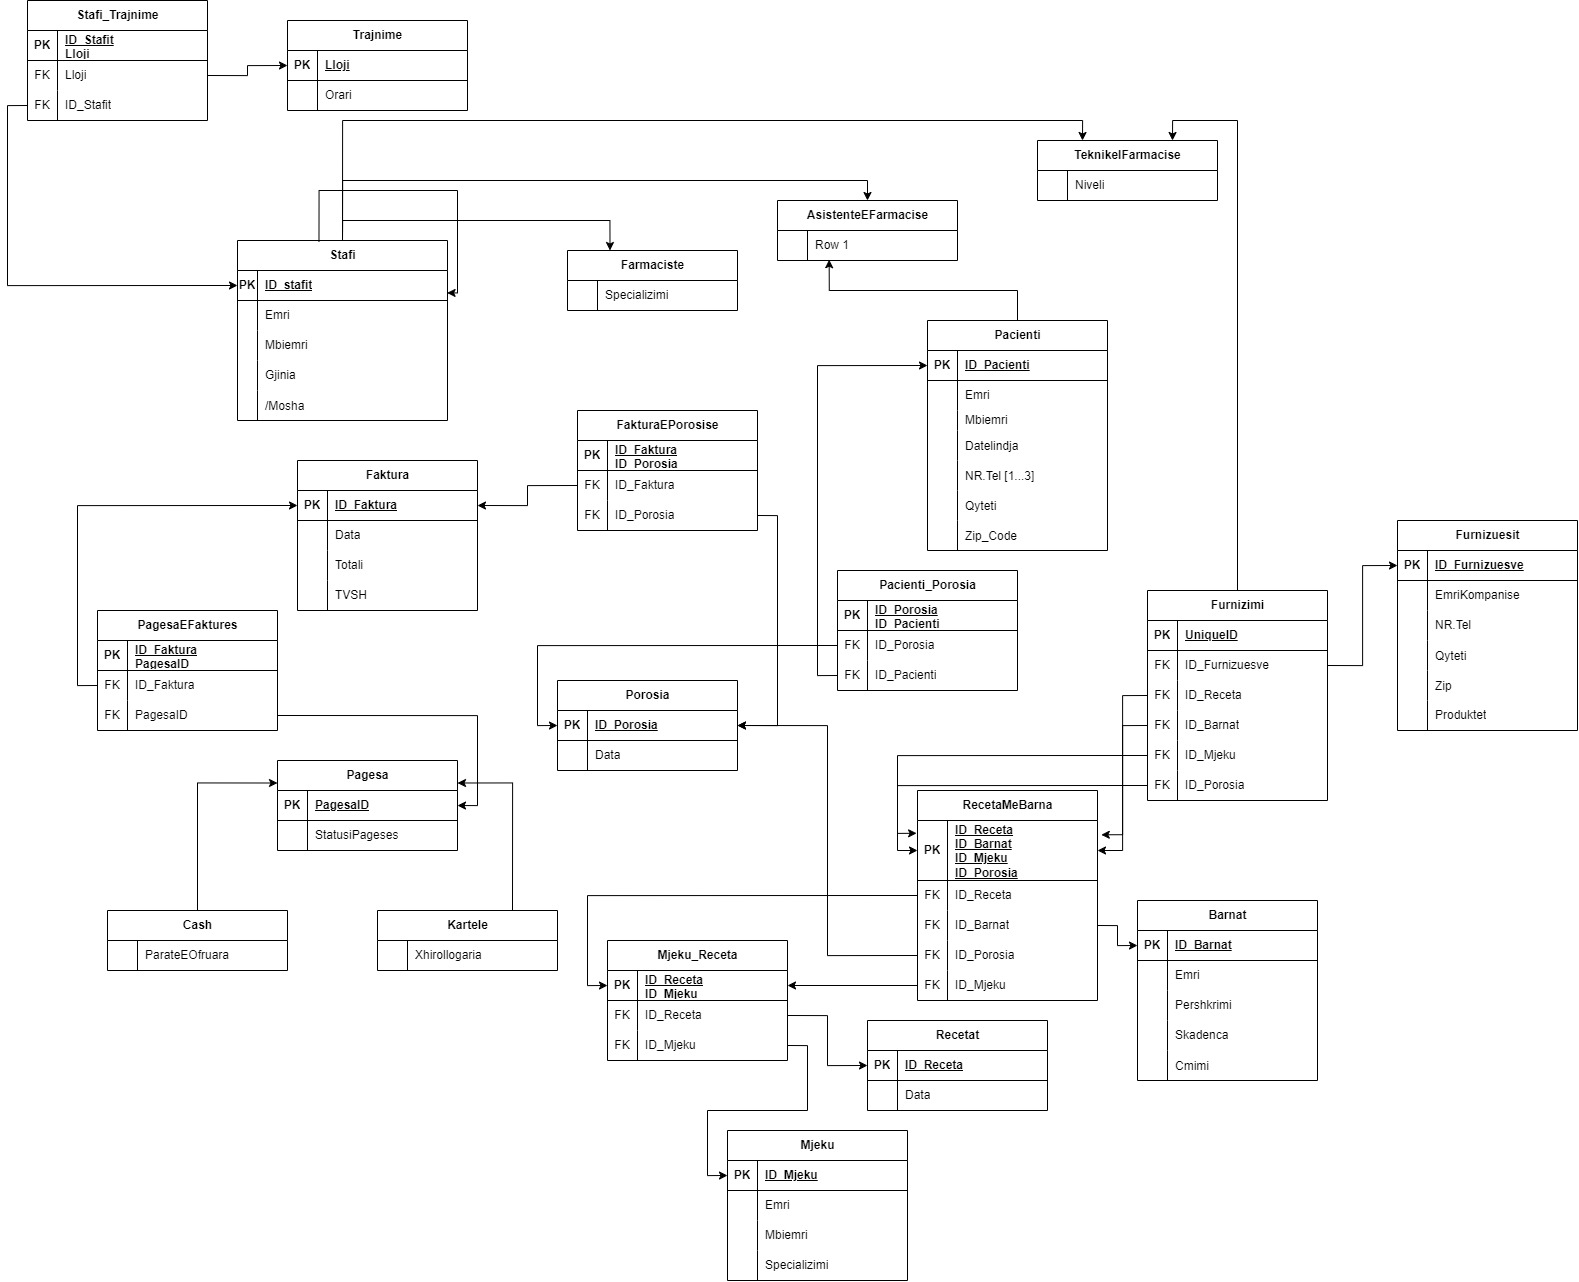 Stafi_Trajnime
PK
ID_Stafit
Lloji
FK
Lloji
FK
ID_Stafit
Trajnime
PK
Lloji
Orari
TeknikeIFarmacise
Niveli
AsistenteEFarmacise
Row 1
Farmaciste
Specializimi
Stafi
PK
ID_stafit
Emri
Mbiemri
Gjinia
/Mosha
Pacienti
PK
ID_Pacienti
Emri
Mbiemri
Datelindja
NR.Tel [1...3]
Qyteti
Zip_Code
FakturaEPorosise
PK
ID_Faktura
ID_Porosia
FK
ID_Faktura
FK
ID_Porosia
Faktura
PK
ID_Faktura
Data
Totali
TVSH
Furnizuesit
PK
ID_Furnizuesve
EmriKompanise
NR.Tel
Qyteti
Zip
Produktet
Pacienti_Porosia
PK
ID_Porosia
ID_Pacienti
FK
ID_Porosia
FK
ID_Pacienti
Furnizimi
PK
UniqueID
FK
ID_Furnizuesve
FK
ID_Receta
FK
ID_Barnat
FK
ID_Mjeku
FK
ID_Porosia
PagesaEFaktures
PK
ID_Faktura
PagesaID
FK
ID_Faktura
FK
PagesaID
Porosia
PK
ID_Porosia
Data
Pagesa
PK
PagesaID
StatusiPageses
RecetaMeBarna
PK
ID_Receta
ID_Barnat
ID_Mjeku
ID_Porosia
FK
ID_Receta
FK
ID_Barnat
FK
ID_Porosia
FK
ID_Mjeku
Cash
ParateEOfruara
Kartele
Xhirollogaria
Barnat
PK
ID_Barnat
Emri
Pershkrimi
Skadenca
Cmimi
Mjeku_Receta
PK
ID_Receta
ID_Mjeku
FK
ID_Receta
FK
ID_Mjeku
Recetat
PK
ID_Receta
Data
Mjeku
PK
ID_Mjeku
Emri
Mbiemri
Specializimi